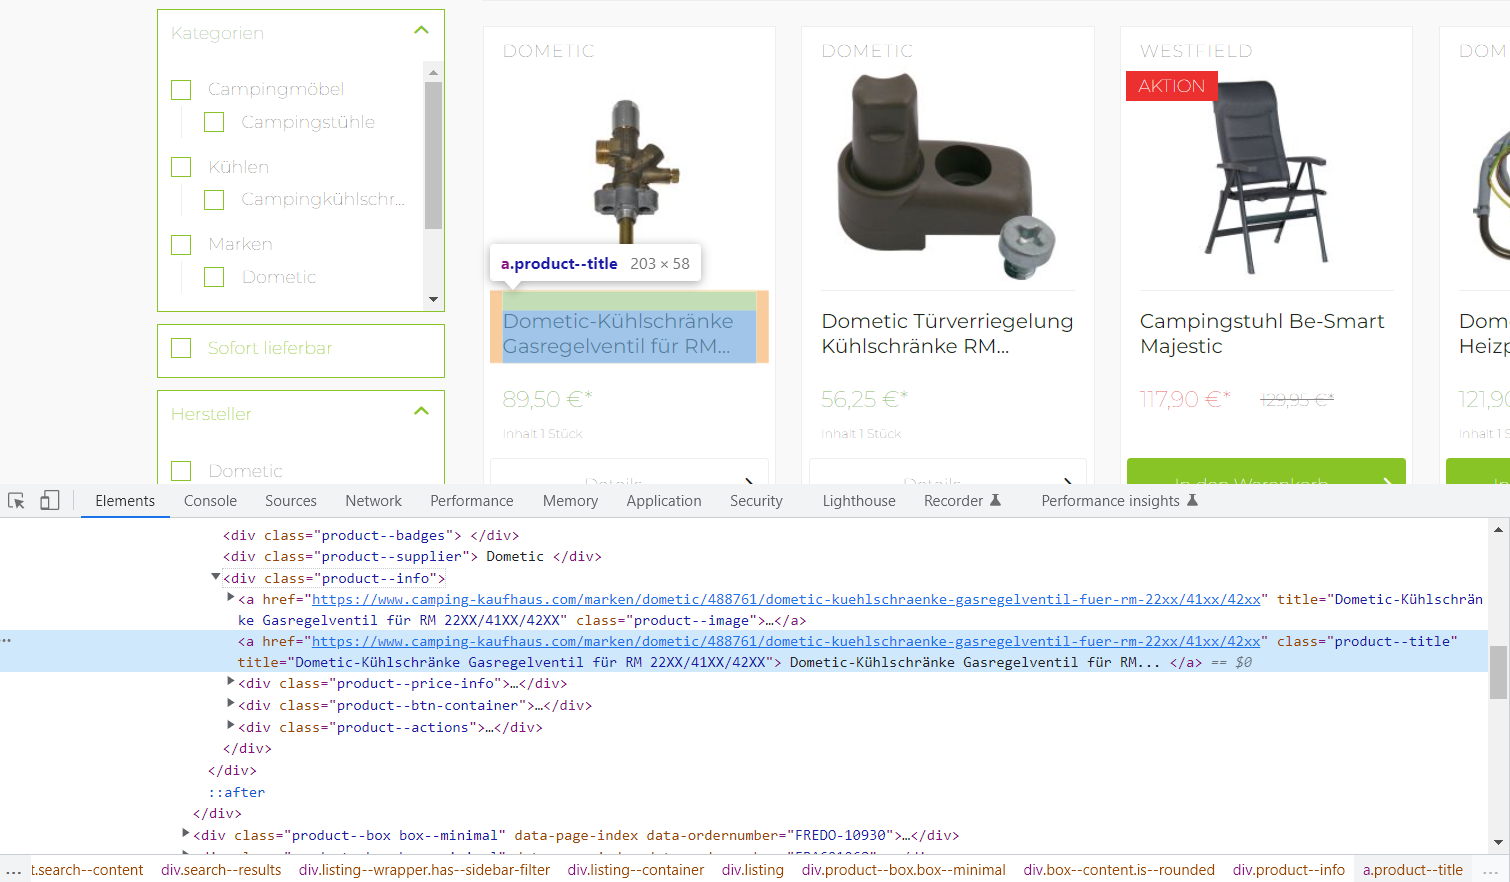 Kategorien
Campingmöbel
Campingstühle
Kühlen
Campingkühlschr...
Marken
Dometic
Sofort lieferbar
Hersteller
Dometic
DOMETIC
a.product--title 203 × 58
Dometic-Kühlschränke
Gasregelventil für RM...
89,50 €*
Inhalt 1 Stück
Details
DOMETIC
Dometic Türverriegelung
Kühlschränke RM...
56,25 €*
Inhalt 1 Stück
Details
WESTFIELD
AKTION
Campingstuhl Be-Smart
Majestic
117,90 €* 129,95 €*
In den Warenkorb
DOM
Dom
Heizp
121,90
Inhalt 1 S
In
Elements Console Sources Network Performance Memory Application Security Lighthouse Recorder Performance insights
<div class="product--badges"> </div>
<div class="product--supplier"> Dometic </div>
<div class="product--info">
<a href="https://www.camping-kaufhaus.com/marken/dometic/488761/dometic-kuehlschraenke-gasregelventil-fuer-rm-22xx/41xx/42xx" title="Dometic-Kühlschrän
ke Gasregelventil für RM 22XX/41XX/42XX" class="product--image">…</a>
<a href="https://www.camping-kaufhaus.com/marken/dometic/488761/dometic-kuehlschraenke-gasregelventil-fuer-rm-22xx/41xx/42xx" class="product--title"
title="Dometic-Kühlschränke Gasregelventil für RM 22XX/41XX/42XX"> Dometic-Kühlschränke Gasregelventil für RM... </a> == $0
<div class="product--price-info">…</div>
<div class="product--btn-container">…</div>
<div class="product--actions">…</div>
</div>
</div>
::after
</div>
<div class="product--box box--minimal" data-page-index data-ordernumber="FREDO-10930">…</div>
... t.search--content div.search--results div.listing--wrapper.has--sidebar-filter div.listing--container div.listing div.product--box.box--minimal div.box--content.is--rounded div.product--info a.product--title ...